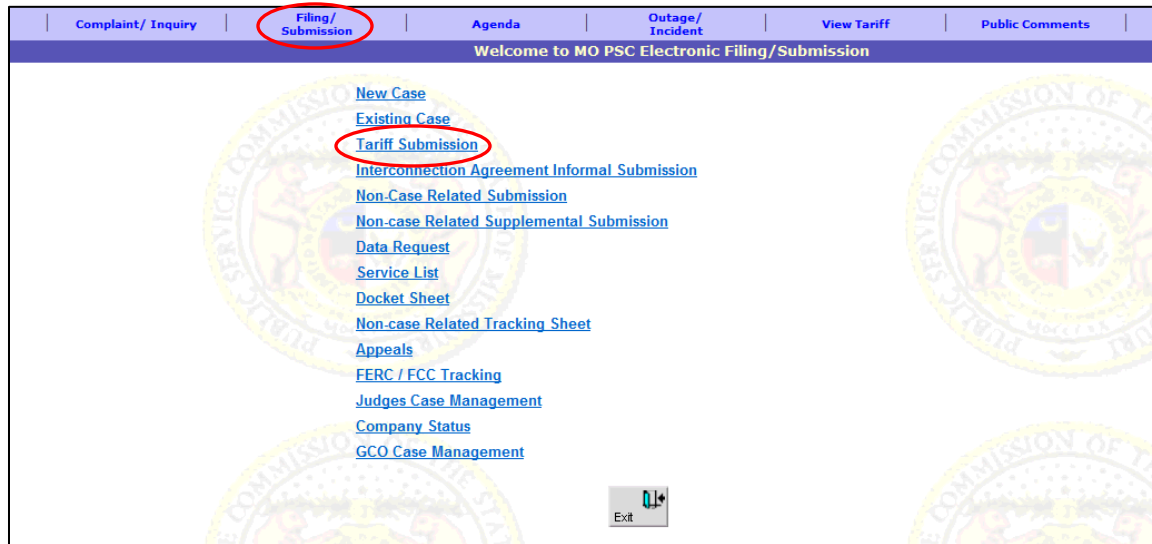 Complaint/ Inquiry
Filing/
Submission
Agenda
Outage/
Incident
View Tariff
Public Comments
Welcome to MO PSC Electronic Filing/Submission
New Case
Existing Case
Tariff Submission
Interconnection Agreement Informal Submission
Non-Case Related Submission
Non-case Related Supplemental Submission
Data Request
Service List
Docket Sheet
Non-case Related Tracking Sheet
Appeals
FERC / FCC Tracking
Judges Case Management
Company Status
GCO Case Management
Exit